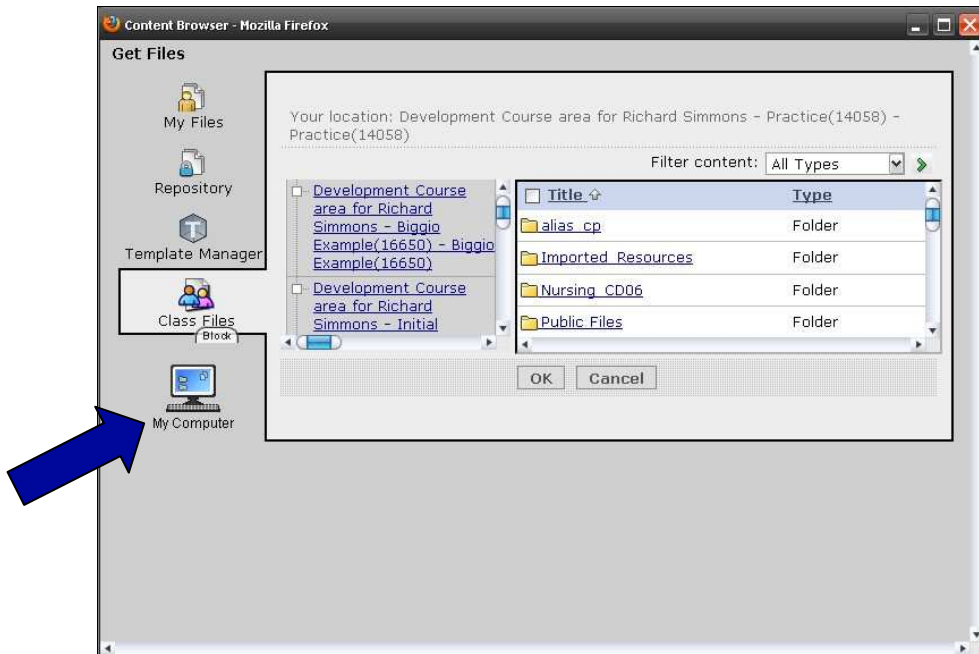 Content Browser - Mozilla Firefox
Get Files
My Files
Repository
Template Manager
Class Files
Block
My Computer
Your location: Development Course area for Richard Simmons - Practice(14058) -
Practice(14058)
Filter content: All Types
Development Course
area for Richard
Simmons - Biggio
Example(16650) - Biggio
Example(16650)
Development Course
area for Richard
Simmons - Initial
Title Type
alias_cp Folder
Imported_Resources Folder
Nursing_CD06 Folder
Public Files Folder
OK Cancel